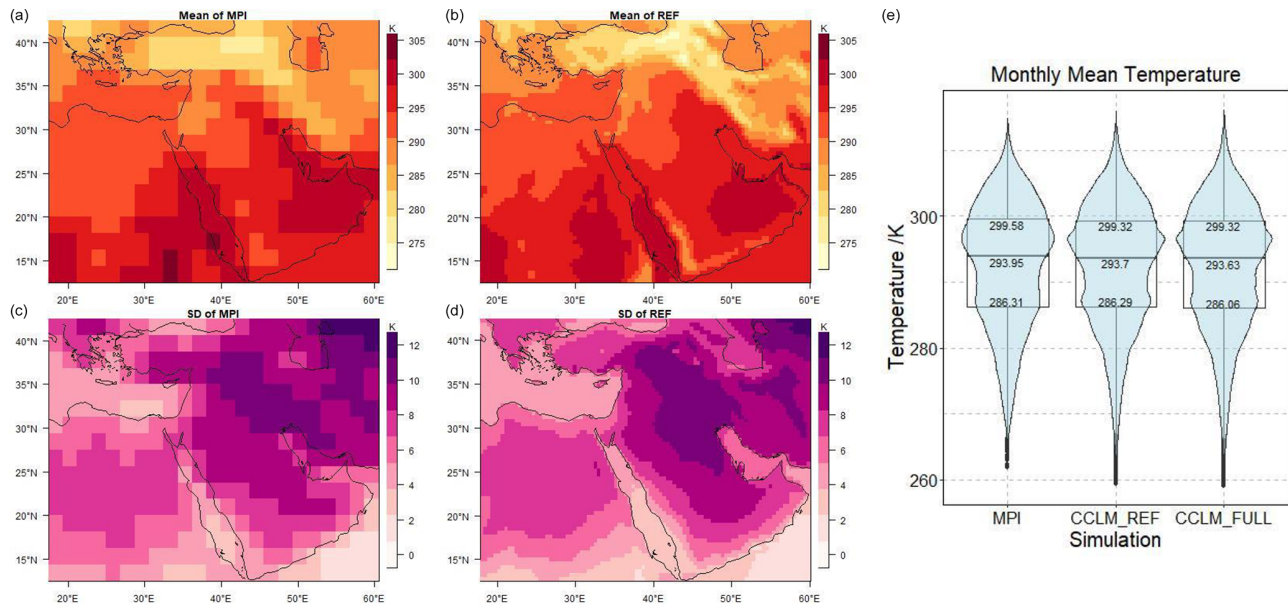 (a)
Mean of MPI
K
40°N
35°N
30°N
25°N
20°N
15°N
20°E
30°E
40°E
50°E
60°E
305
300
295
290
285
280
275
(b)
Mean of REF
K
40°N
35°N
30°N
25°N
20°N
15°N
20°E
30°E
40°E
50°E
60°E
305
300
295
290
285
280
275
(c)
SD of MPI
K
40°N
35°N
30°N
25°N
20°N
15°N
20°E
30°E
40°E
50°E
60°E
12
10
8
6
4
2
0
(d)
SD of REF
K
40°N
35°N
30°N
25°N
20°N
15°N
20°E
30°E
40°E
50°E
60°E
12
10
8
6
4
2
0
(e)
Monthly Mean Temperature
Temperature /K
300
280
260
299.58
293.95
286.31
299.32
293.7
286.29
299.32
293.63
286.06
MPI
CCLM_REF
CCLM_FULL
Simulation